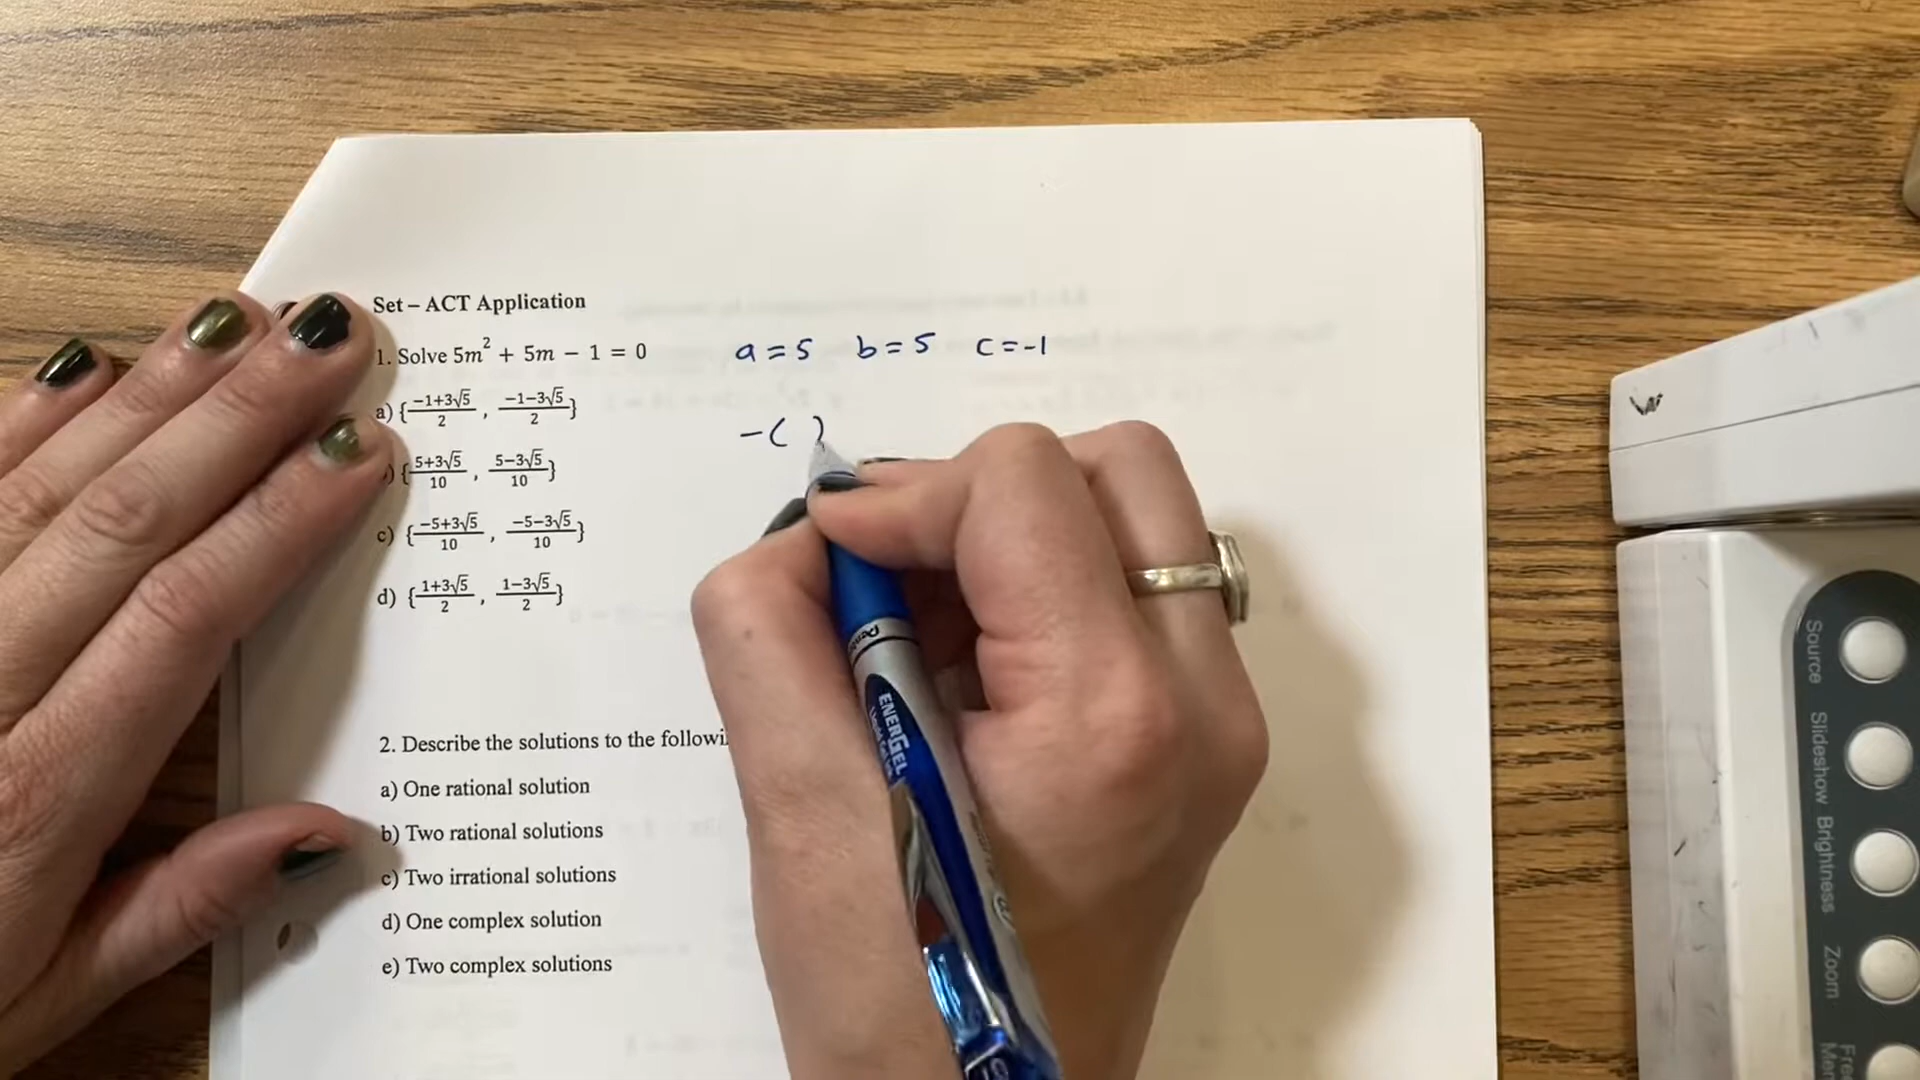 Set – ACT Application
1. Solve 5m² + 5m − 1 = 0 a = 5 b = 5 c = -1
a) {−1+3√5/2 , −1−3√5/2} -( )
) {5+3√5/10 , 5−3√5/10}
c) {−5+3√5/10 , −5−3√5/10}
d) {1+3√5/2 , 1−3√5/2}
2. Describe the solutions to the followi
a) One rational solution
b) Two rational solutions
c) Two irrational solutions
d) One complex solution
e) Two complex solutions
ENERGEL
Source
Slideshow
Brightness
Zoom